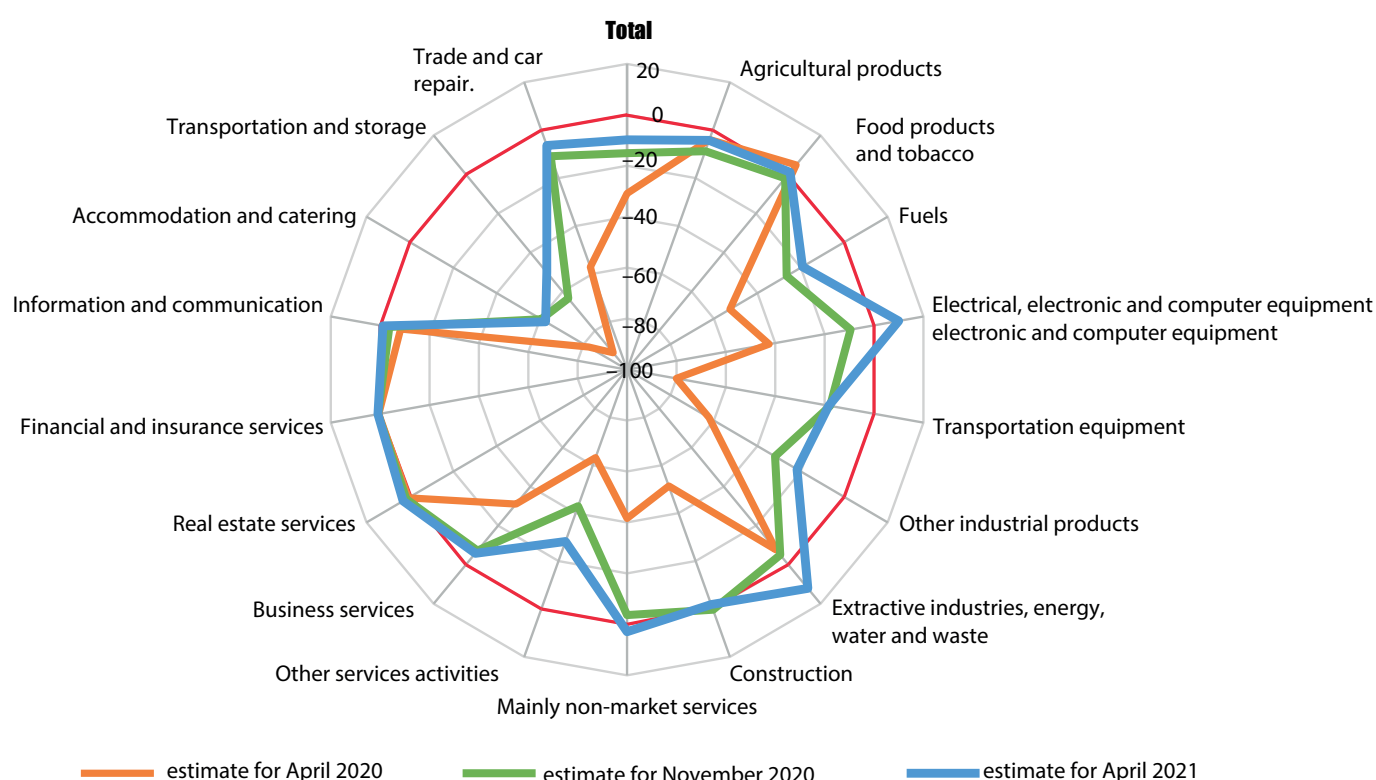 Total
20
0
−20
−40
−60
−80
−100
Agricultural products
Food products
and tobacco
Fuels
Electrical, electronic and computer equipment
electronic and computer equipment
Transportation equipment
Other industrial products
Extractive industries, energy,
water and waste
Construction
Mainly non-market services
Other services activities
Business services
Real estate services
Financial and insurance services
Information and communication
Accommodation and catering
Transportation and storage
Trade and car
repair.
estimate for April 2020
estimate for November 2020
estimate for April 2021